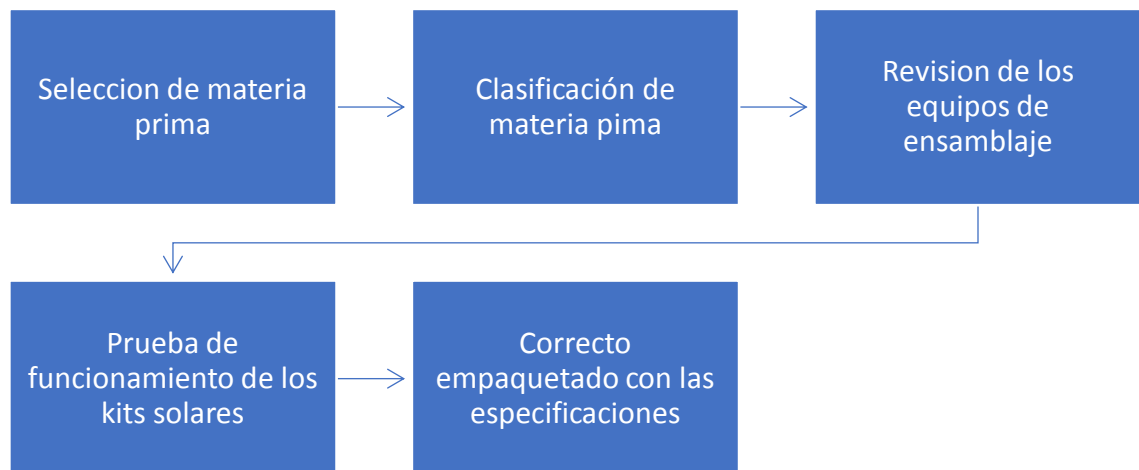 Seleccion de materia
prima
Clasificación de
materia pima
Revision de los
equipos de
ensamblaje
Prueba de
funcionamiento de los
kits solares
Correcto
empaquetado con las
especificaciones